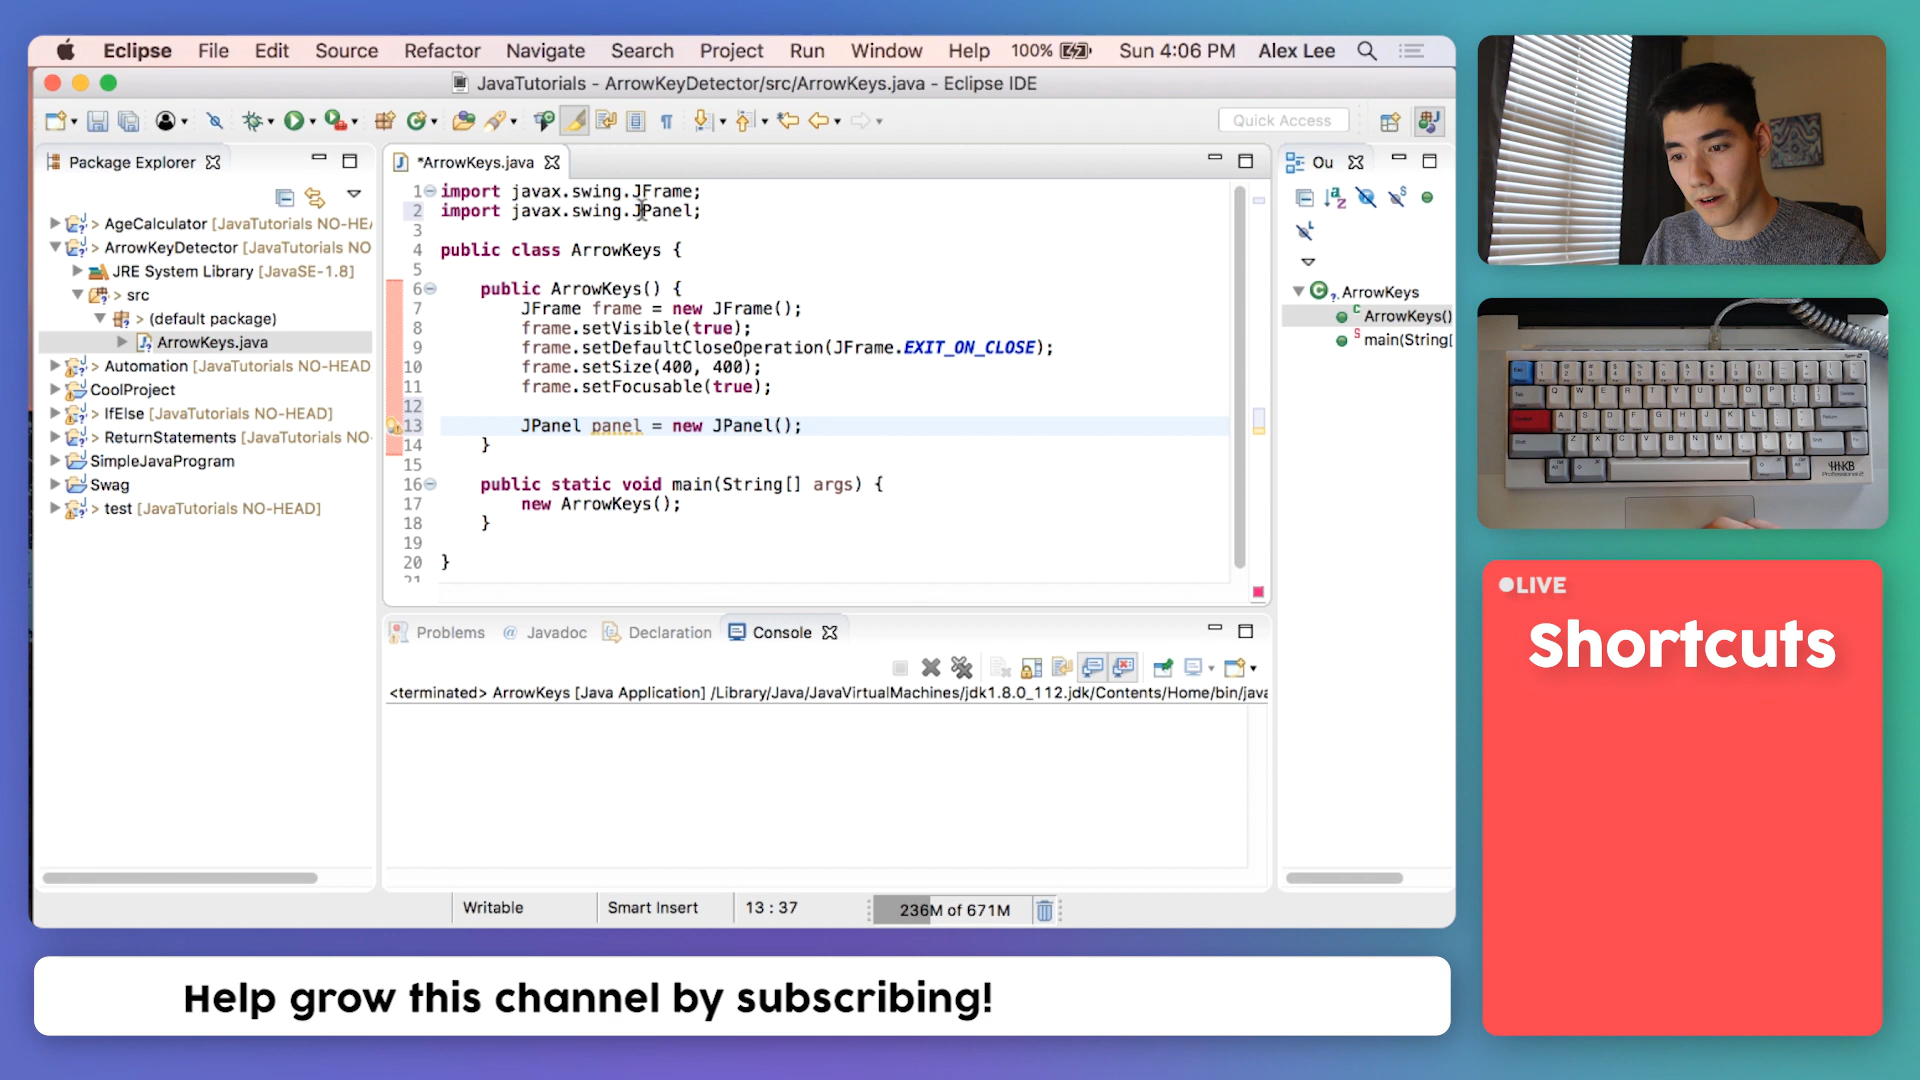 Eclipse File Edit Source Refactor Navigate Search Project Run Window Help 100% Sun 4:06 PM Alex Lee
JavaTutorials - ArrowKeyDetector/src/ArrowKeys.java - Eclipse IDE
Quick Access
Package Explorer
> AgeCalculator [JavaTutorials NO-HEA
> ArrowKeyDetector [JavaTutorials NO
JRE System Library [JavaSE-1.8]
> src
> (default package)
ArrowKeys.java
> Automation [JavaTutorials NO-HEAD
CoolProject
> IfElse [JavaTutorials NO-HEAD]
> ReturnStatements [JavaTutorials NO-
SimpleJavaProgram
Swag
> test [JavaTutorials NO-HEAD]
*ArrowKeys.java
1 import javax.swing.JFrame;
2 import javax.swing.JPanel;
3
4 public class ArrowKeys {
5
6 public ArrowKeys() {
7 JFrame frame = new JFrame();
8 frame.setVisible(true);
9 frame.setDefaultCloseOperation(JFrame.EXIT_ON_CLOSE);
10 frame.setSize(400, 400);
11 frame.setFocusable(true);
12
13 JPanel panel = new JPanel();
14 }
15
16 public static void main(String[] args) {
17 new ArrowKeys();
18 }
19
20 }
21
Ou
ArrowKeys
ArrowKeys()
main(String[
Problems @ Javadoc Declaration Console
<terminated> ArrowKeys [Java Application] /Library/Java/JavaVirtualMachines/jdk1.8.0_112.jdk/Contents/Home/bin/java
Writable Smart Insert 13 : 37 236M of 671M
Help grow this channel by subscribing!
HHKB
LIVE
Shortcuts